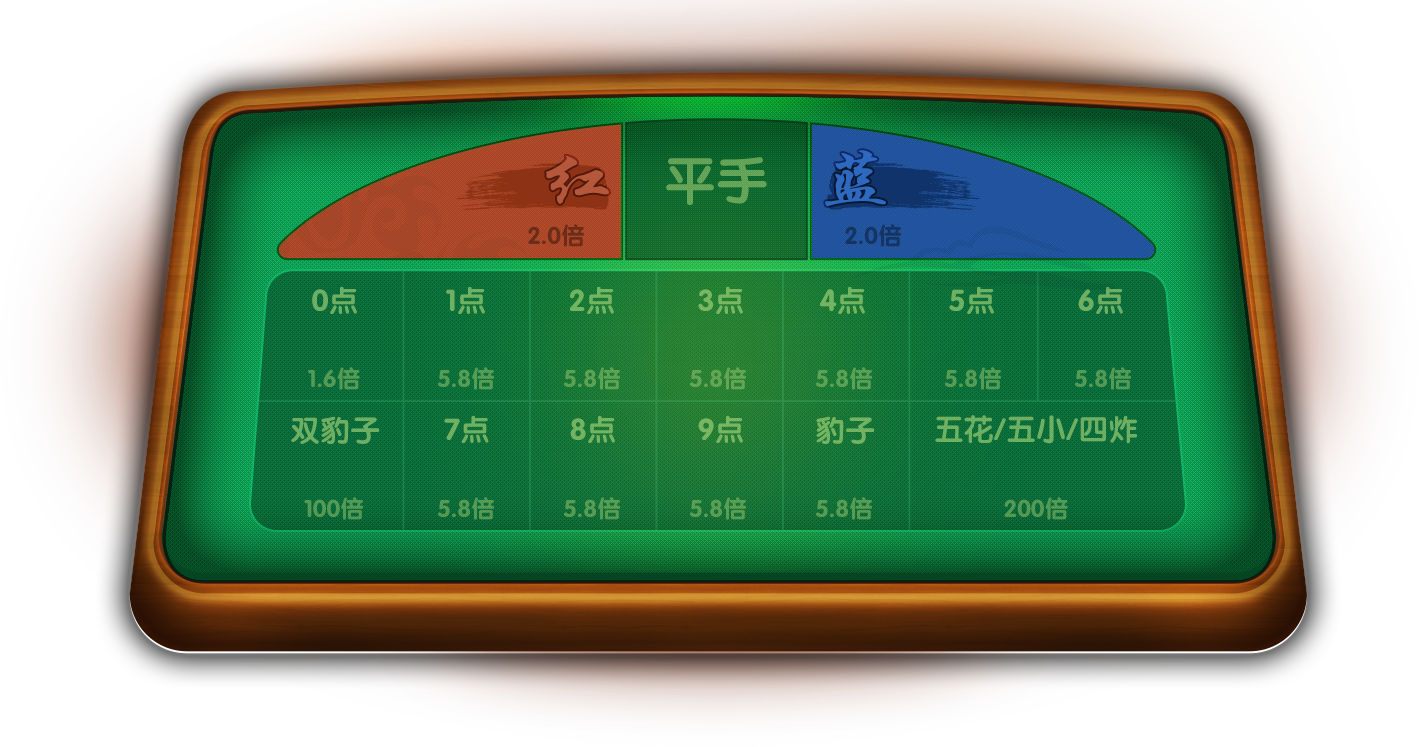 红 平手 蓝
2.0倍 2.0倍
0点 1点 2点 3点 4点 5点 6点
1.6倍 5.8倍 5.8倍 5.8倍 5.8倍 5.8倍 5.8倍
双豹子 7点 8点 9点 豹子 五花/五小/四炸
100倍 5.8倍 5.8倍 5.8倍 5.8倍 200倍